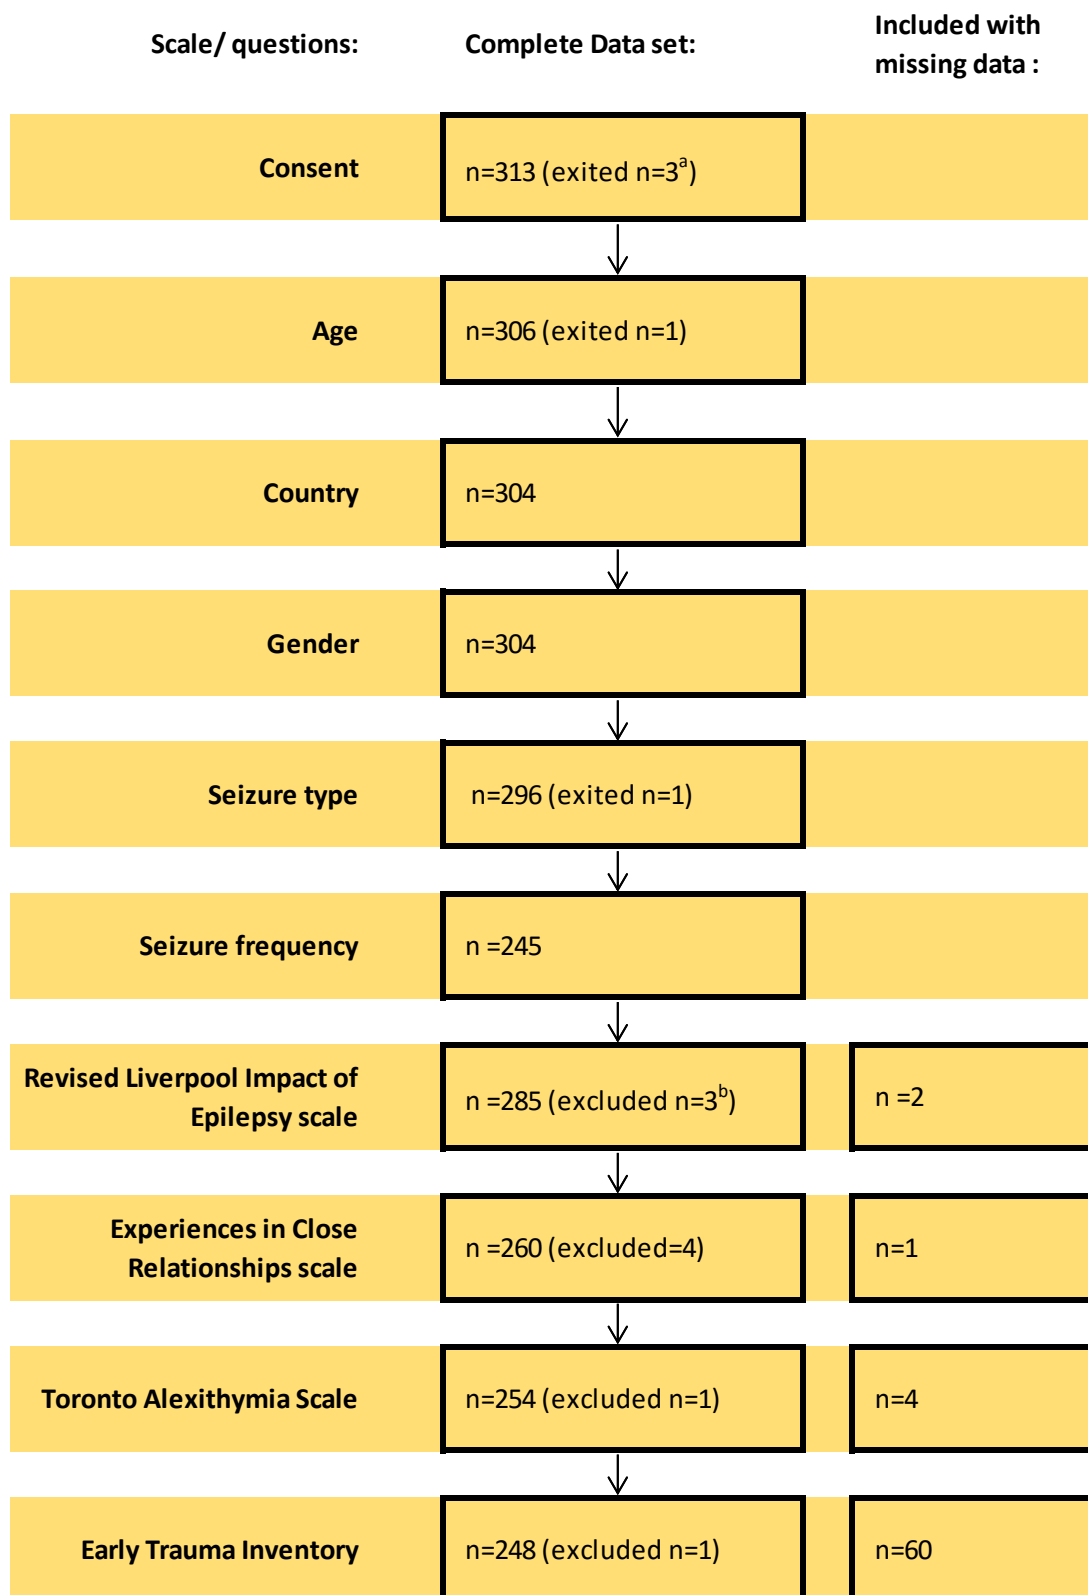 Scale/ questions:
Complete Data set:
Included with
missing data :
Consent
n=313 (exited n=3ᵃ)
Age
n=306 (exited n=1)
Country
n=304
Gender
n=304
Seizure type
n=296 (exited n=1)
Seizure frequency
n =245
Revised Liverpool Impact of
Epilepsy scale
n =285 (excluded n=3ᵇ)
n =2
Experiences in Close
Relationships scale
n =260 (excluded=4)
n=1
Toronto Alexithymia Scale
n=254 (excluded n=1)
n=4
Early Trauma Inventory
n=248 (excluded n=1)
n=60